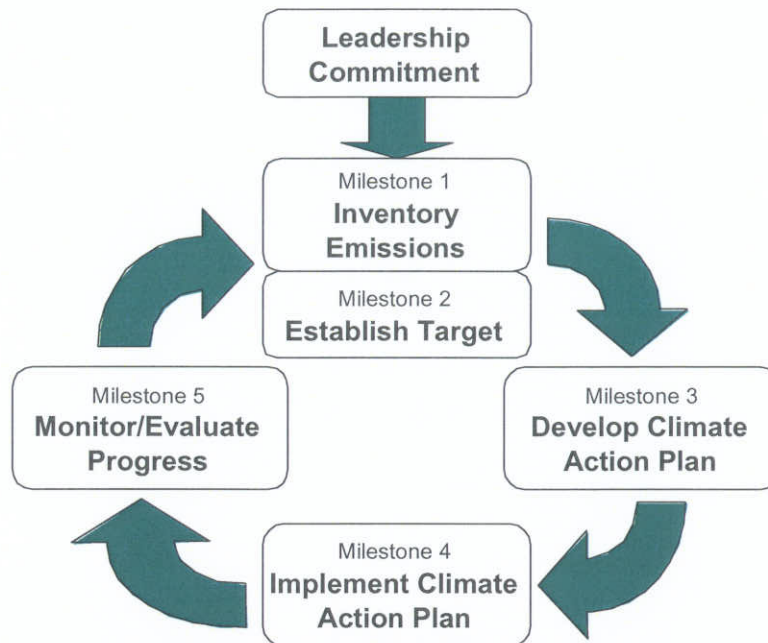 Leadership
Commitment
Milestone 1
Inventory
Emissions
Milestone 2
Establish Target
Milestone 3
Develop Climate
Action Plan
Milestone 4
Implement Climate
Action Plan
Milestone 5
Monitor/Evaluate
Progress